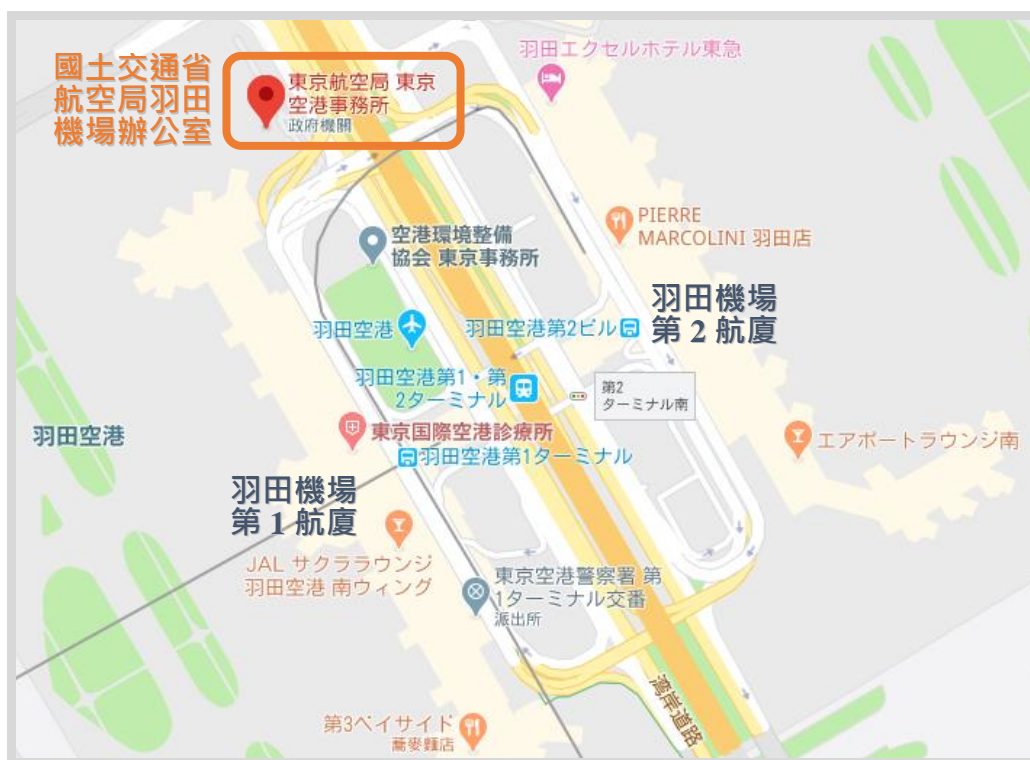 國土交通省
航空局羽田
機場辦公室
東京航空局 東京
空港事務所
政府機關
羽田エクセルホテル東急
PIERRE
MARCOLINI 羽田店
空港環境整備
協会 東京事務所
羽田機場
第 2 航廈
羽田空港
羽田空港第2ビル
羽田空港第1・第
2ターミナル
第2
ターミナル南
東京国際空港診療所
羽田空港第1ターミナル
羽田空港
エアポートラウンジ南
羽田機場
第 1 航廈
JAL サクララウンジ
羽田空港 南ウィング
東京空港警察署 第
1ターミナル交番
派出所
湾岸道路
第3ベイサイド
蕎麥麵店